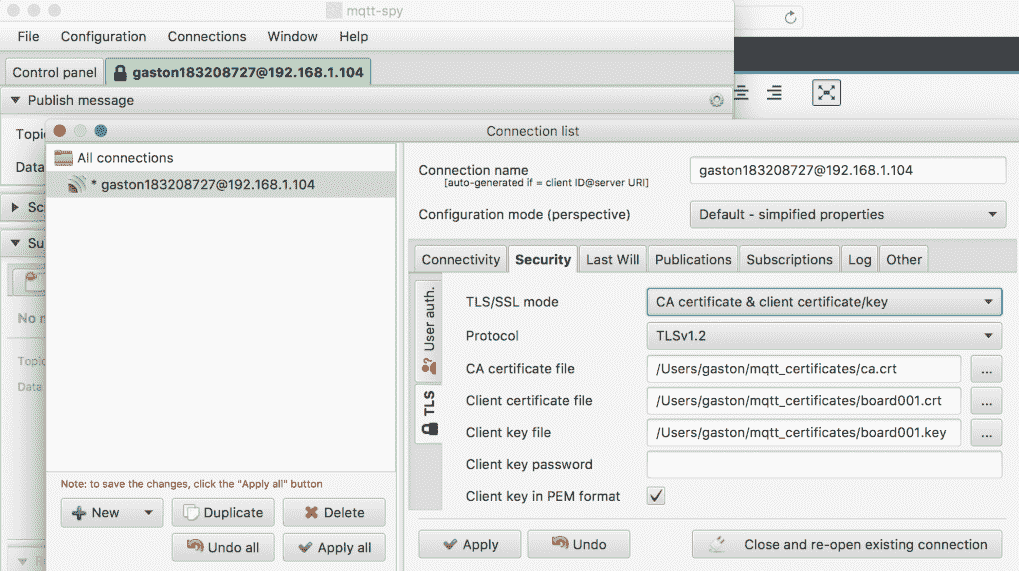 mqtt-spy
File Configuration Connections Window Help
Control panel gaston183208727@192.168.1.104
Publish message
Topic
Data
Connection list
All connections
* gaston183208727@192.168.1.104
Connection name
[auto-generated if = client ID@server URI]
gaston183208727@192.168.1.104
Configuration mode (perspective)
Default - simpified properties
Connectivity Security Last Will Publications Subscriptions Log Other
User auth.
TLS
TLS/SSL mode
CA certificate & client certificate/key
Protocol
TLSv1.2
CA certificate file
/Users/gaston/mqtt_certificates/ca.crt
...
Client certificate file
/Users/gaston/mqtt_certificates/board001.crt
...
Client key file
/Users/gaston/mqtt_certificates/board001.key
...
Client key password
Client key in PEM format
Sc
Su
No
Topic
Data
Note: to save the changes, click the "Apply all" button
New Duplicate Delete
Undo all Apply all
Apply Undo Close and re-open existing connection